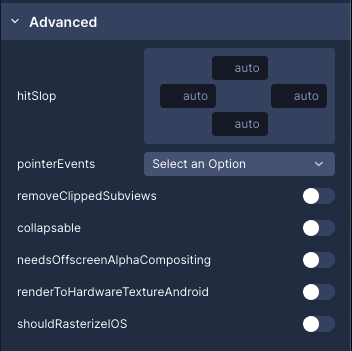 Advanced
auto
hitSlop auto auto
auto
pointerEvents Select an Option
removeClippedSubviews
collapsable
needsOffscreenAlphaCompositing
renderToHardwareTextureAndroid
shouldRasterizeIOS